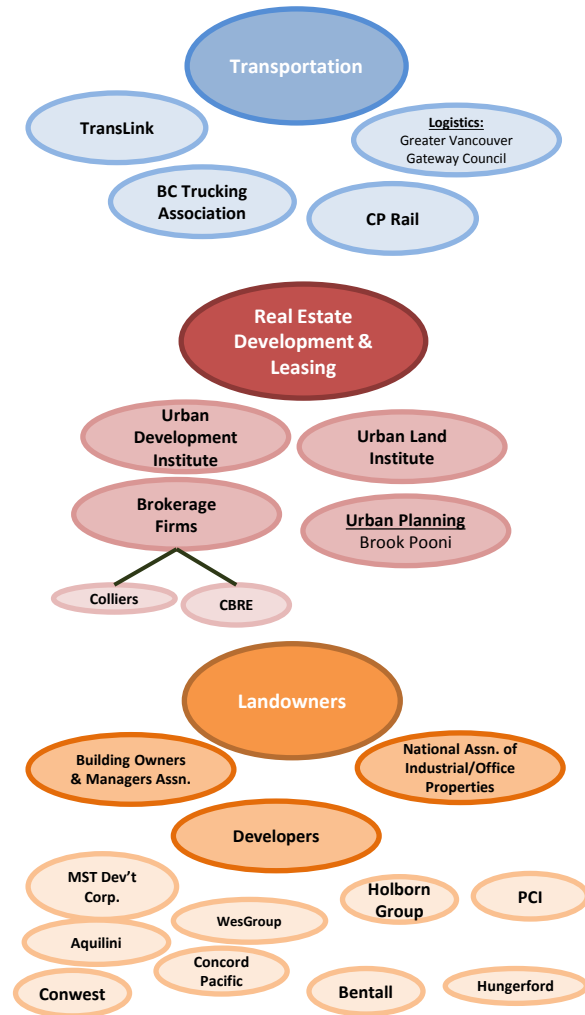 Transportation
TransLink
Logistics:
Greater Vancouver
Gateway Council
BC Trucking
Association
CP Rail
Real Estate
Development &
Leasing
Urban
Development
Institute
Urban Land
Institute
Brokerage
Firms
Urban Planning
Brook Pooni
Colliers
CBRE
Landowners
Building Owners
& Managers Assn.
National Assn. of
Industrial/Office
Properties
Developers
MST Dev't
Corp.
Holborn
Group
PCI
WesGroup
Aquilini
Concord
Pacific
Conwest
Bentall
Hungerford